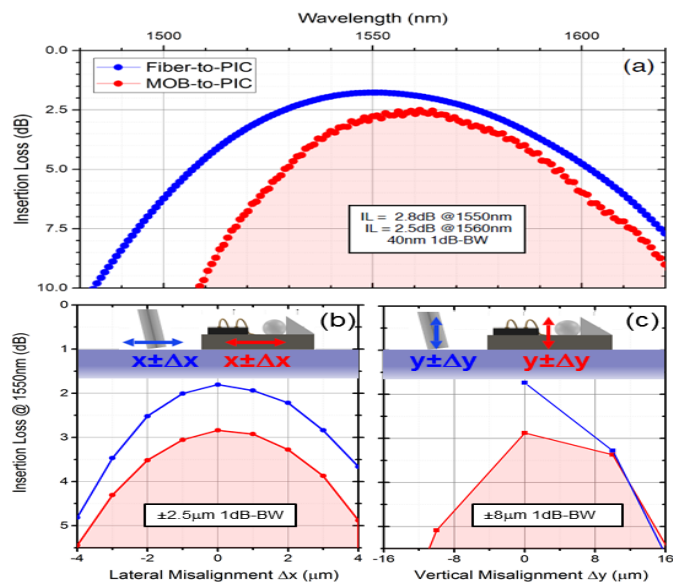 Wavelength (nm)
1500 1550 1600
0.0
2.5
5.0
7.5
10.0
Insertion Loss (dB)
Fiber-to-PIC
MOB-to-PIC
(a)
IL = 2.8dB @1550nm
IL = 2.5dB @1560nm
40nm 1dB-BW
0
1
2
3
4
5
Insertion Loss @ 1550nm (dB)
(b)
x±Δx x±Δx
±2.5μm 1dB-BW
-4 -2 0 2 4
Lateral Misalignment Δx (μm)
(c)
y±Δy y±Δy
±8μm 1dB-BW
-16 -8 0 8 16
Vertical Misalignment Δy (μm)